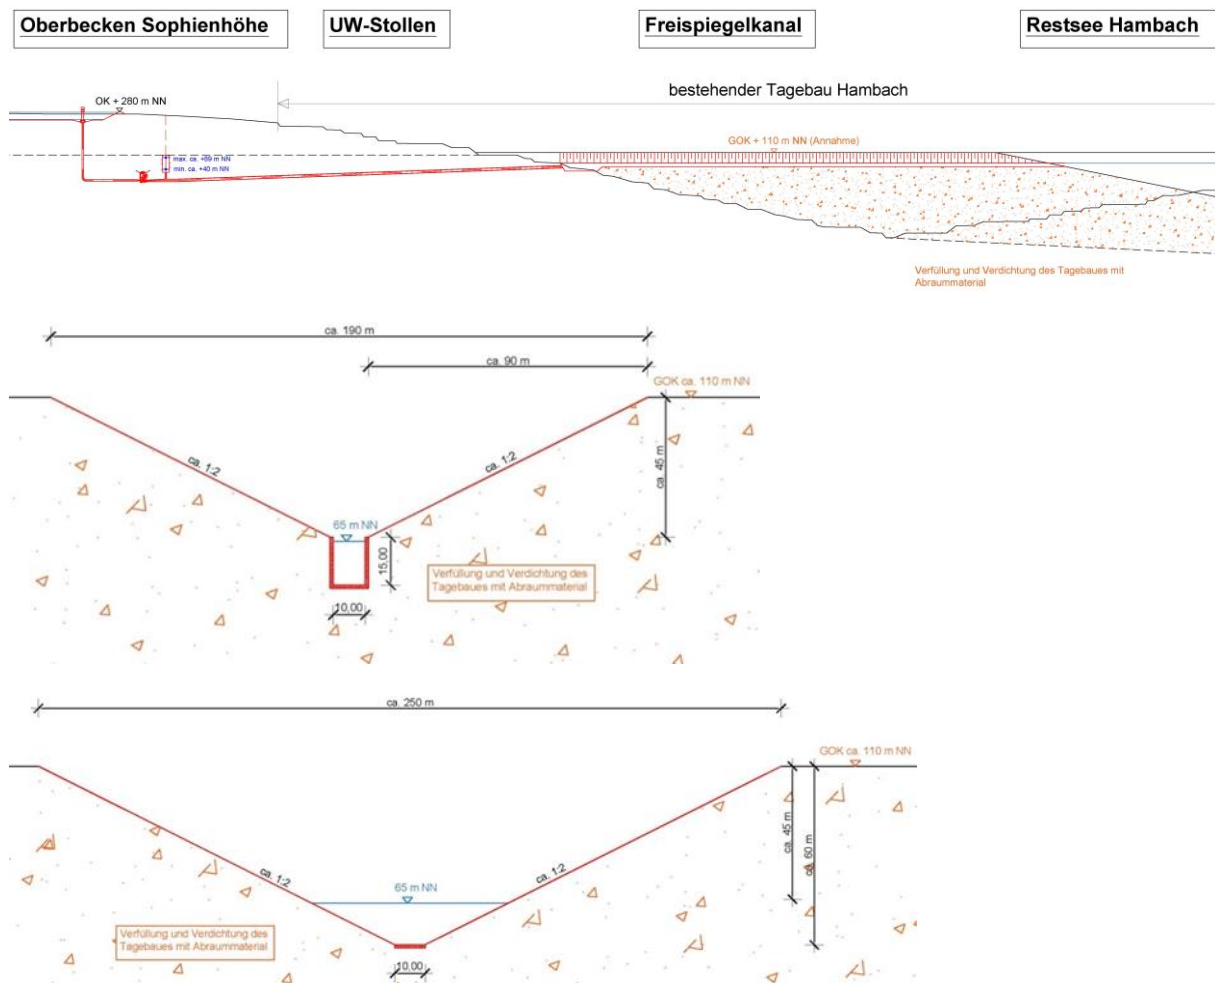 Oberbecken Sophienhöhe
UW-Stollen
Freispiegelkanal
Restsee Hambach
bestehender Tagebau Hambach
OK + 280 m NN
GOK + 110 m NN (Annahme)
max. ca. +69 m NN
min. ca. +40 m NN
Verfüllung und Verdichtung des Tagebaues mit
Abraummaterial
ca. 190 m
ca. 90 m
GOK ca. 110 m NN
ca. 1:2
ca. 1:2
ca. 45 m
65 m NN
15,00
Verfüllung und Verdichtung des
Tagebaues mit Abraummaterial
10,00
ca. 250 m
GOK ca. 110 m NN
ca. 45 m
ca. 60 m
ca. 1:2
ca. 1:2
65 m NN
Verfüllung und Verdichtung des
Tagebaues mit Abraummaterial
10,00